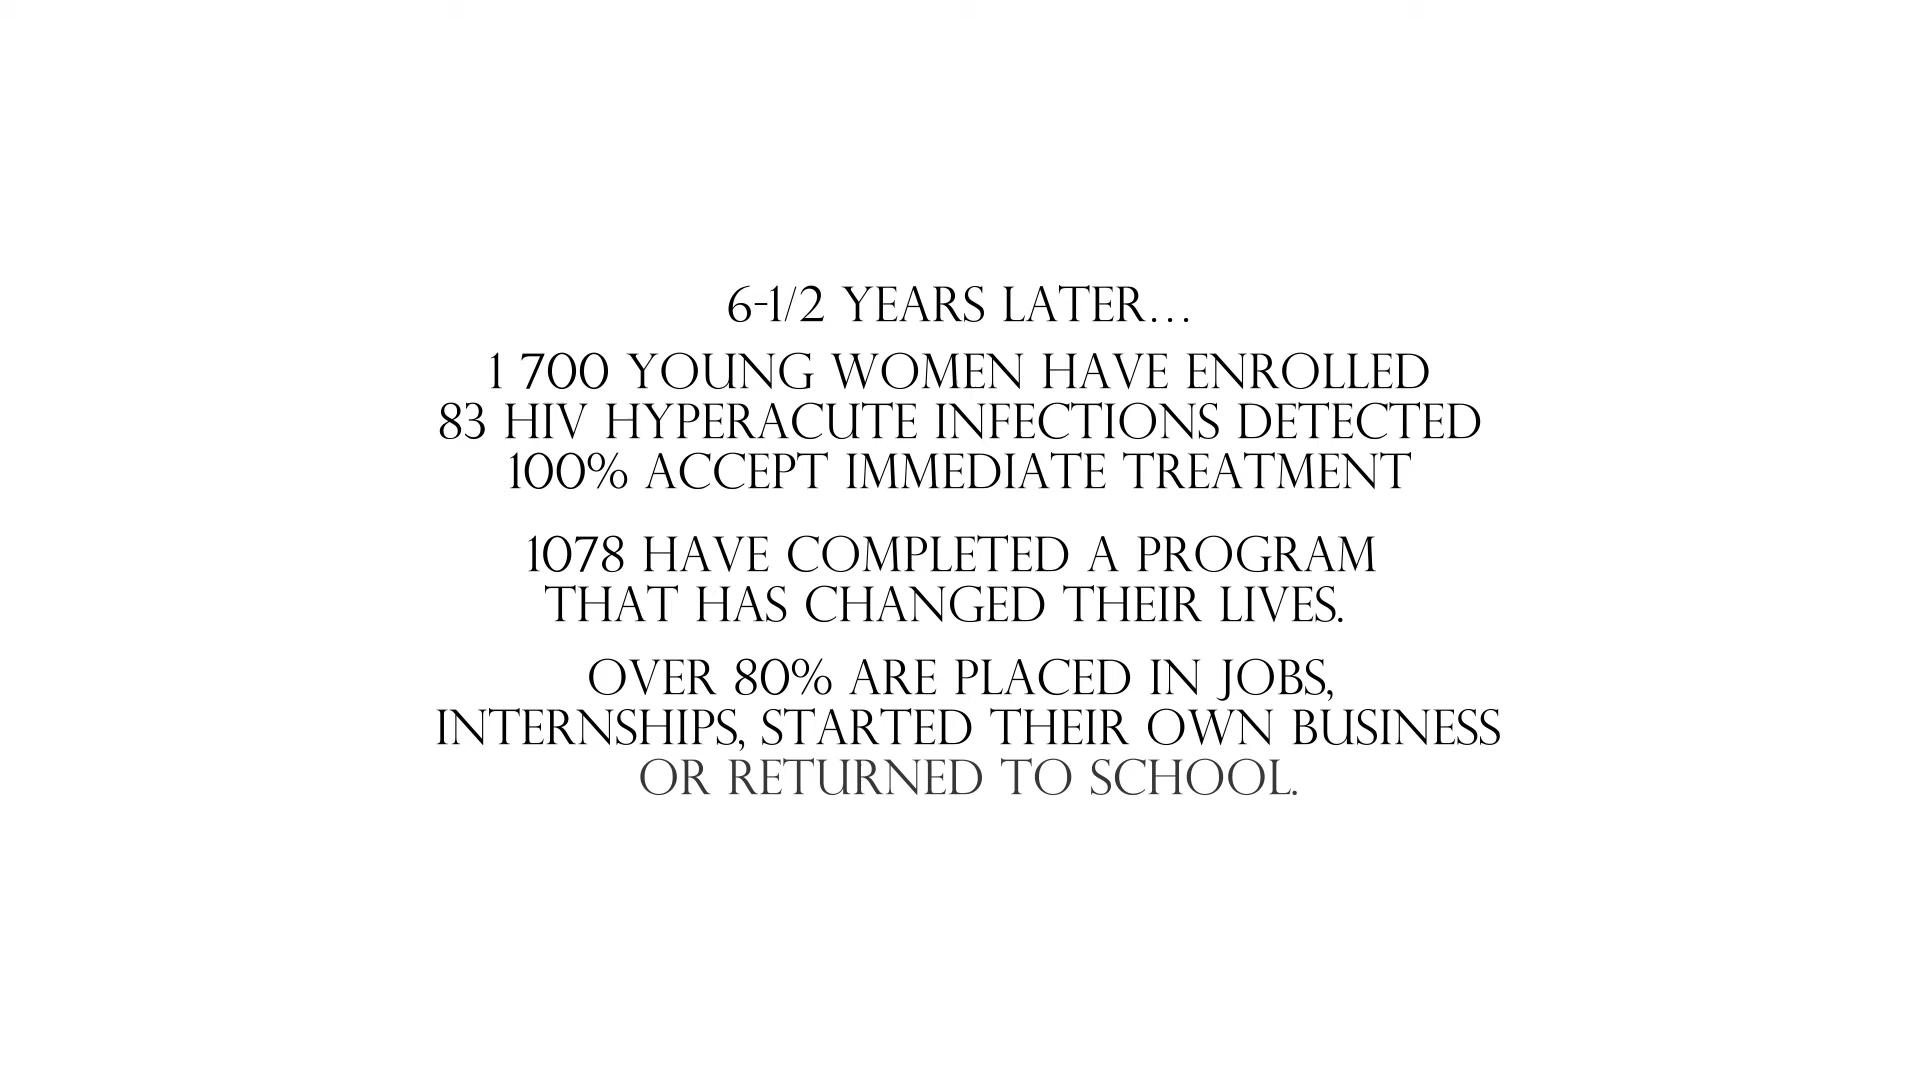 6-1/2 YEARS LATER...
1 700 YOUNG WOMEN HAVE ENROLLED
83 HIV HYPERACUTE INFECTIONS DETECTED
100% ACCEPT IMMEDIATE TREATMENT
1078 HAVE COMPLETED A PROGRAM
THAT HAS CHANGED THEIR LIVES.
OVER 80% ARE PLACED IN JOBS,
INTERNSHIPS, STARTED THEIR OWN BUSINESS
OR RETURNED TO SCHOOL.